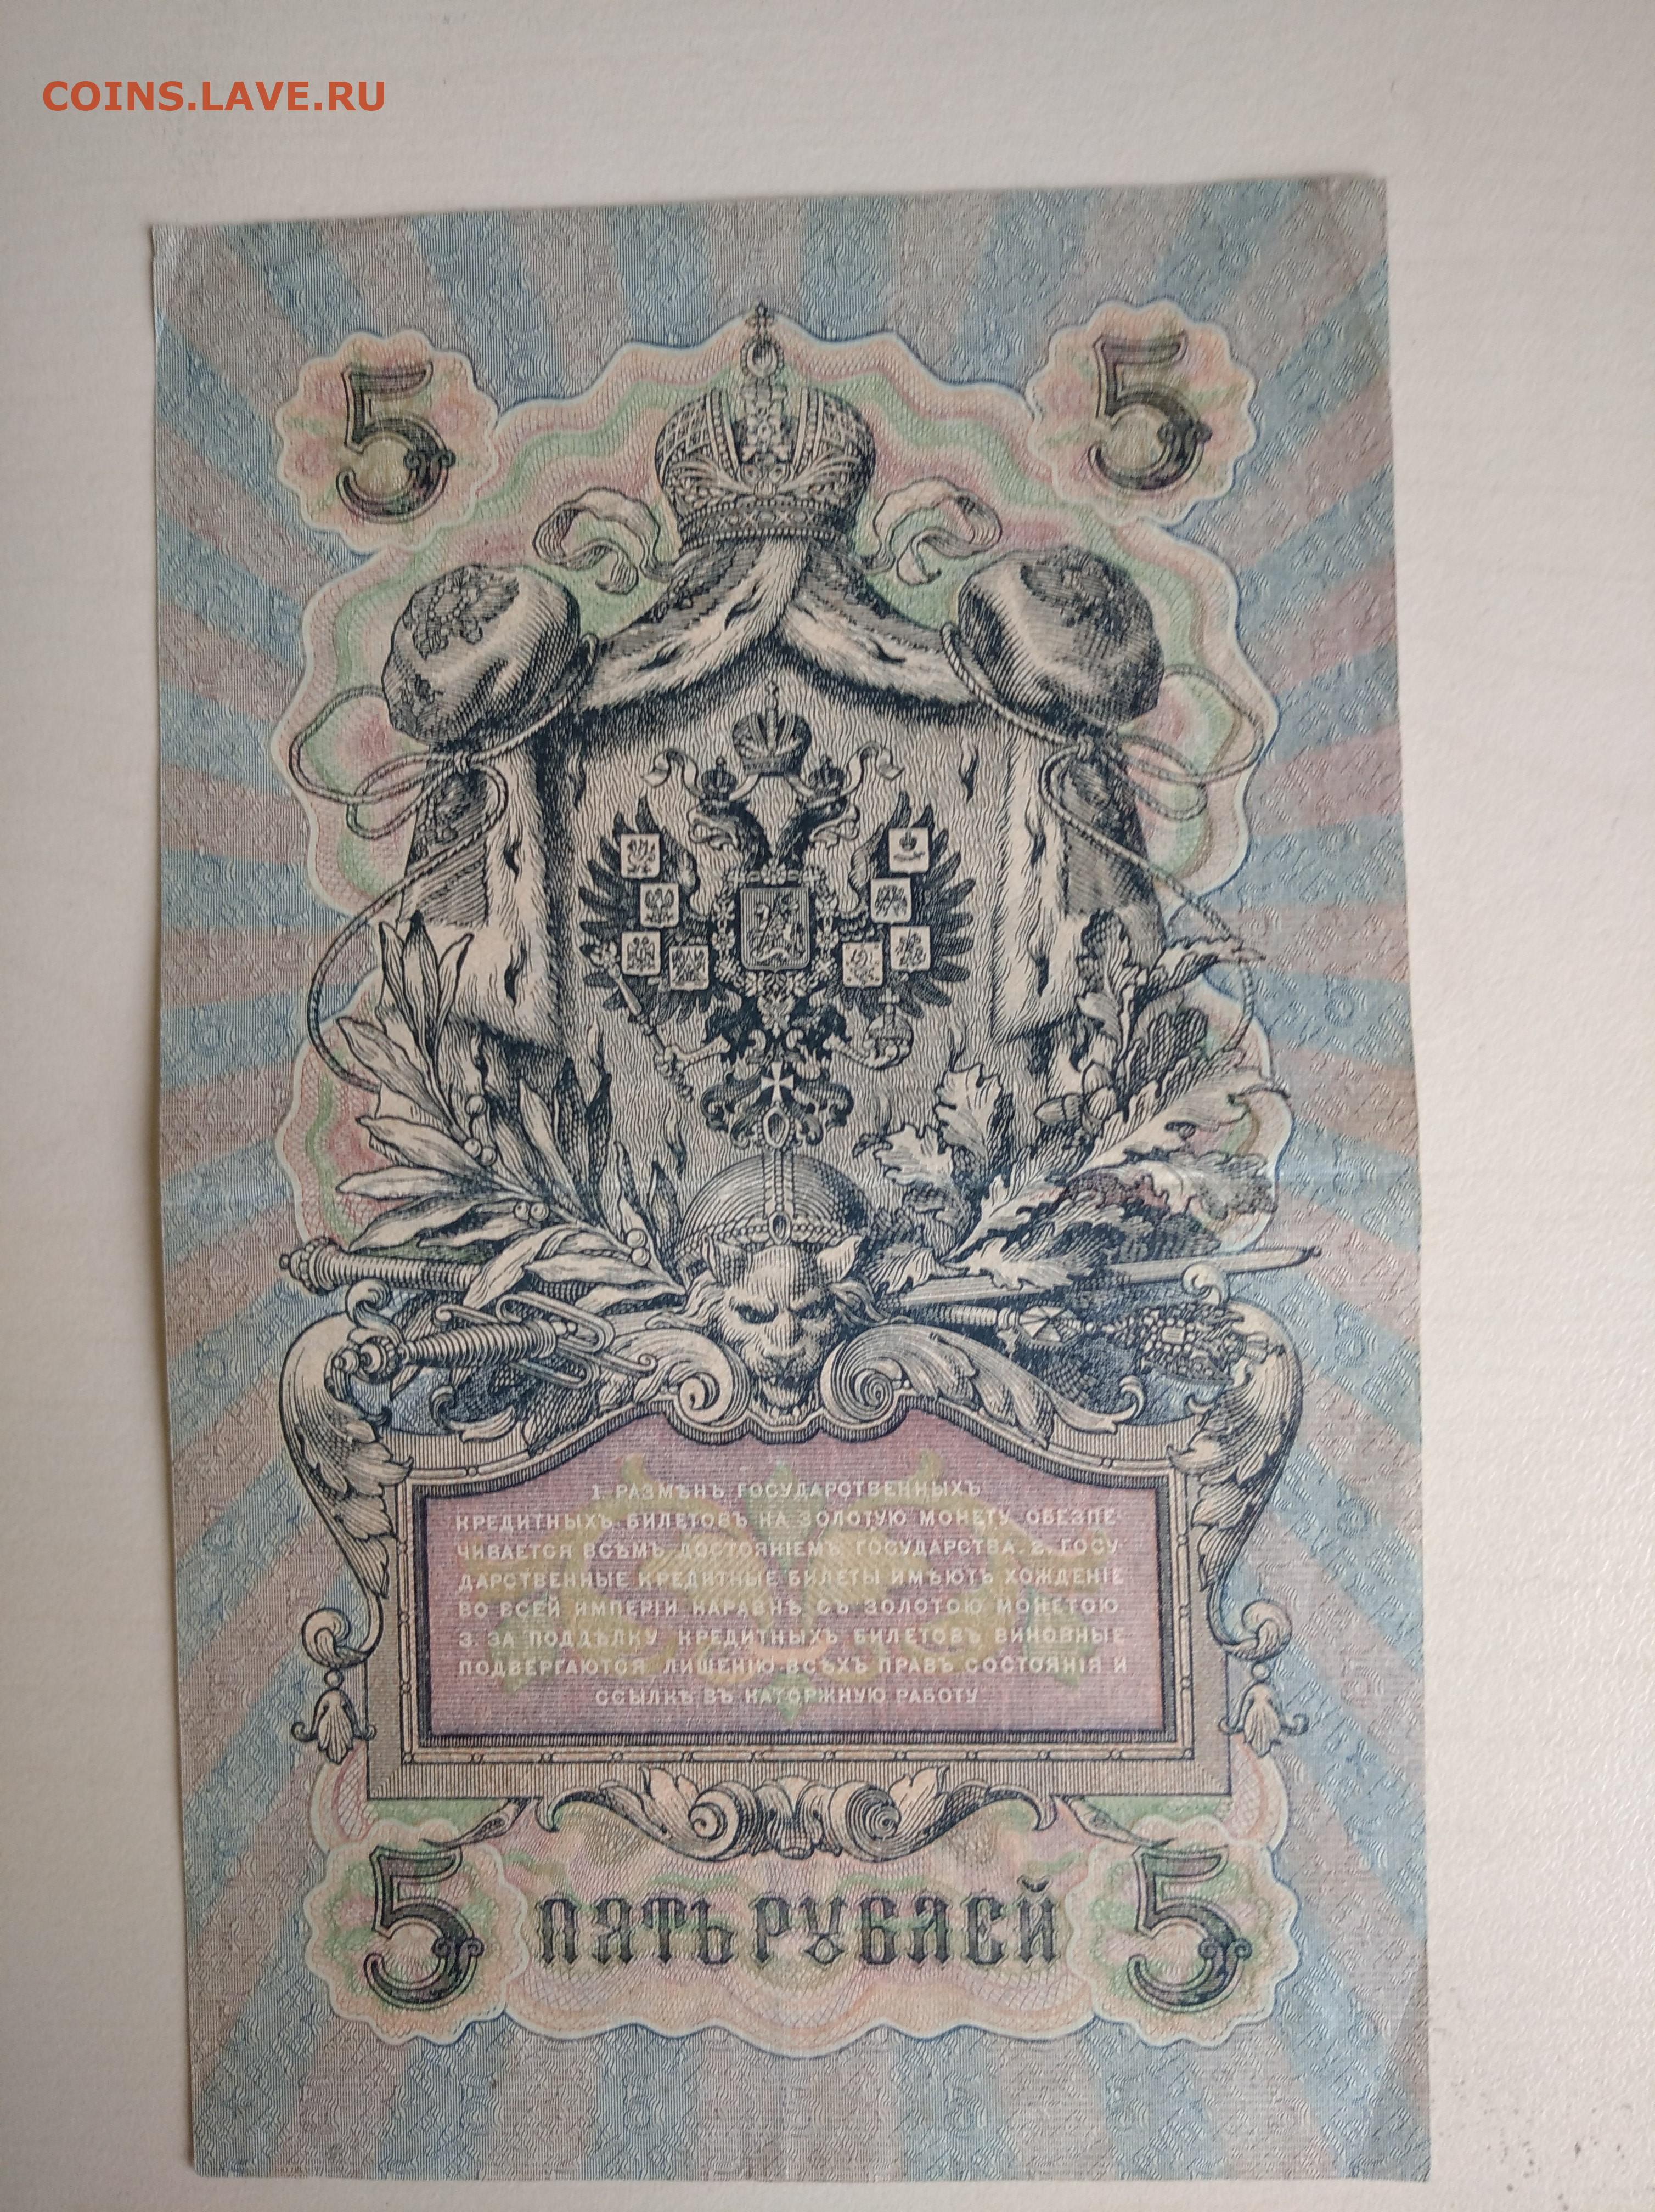 COINS.LAVE.RU
5 5
1. РАЗМѢНЪ ГОСУДАРСТВЕННЫХЪ
КРЕДИТНЫХЪ БИЛЕТОВЪ НА ЗОЛОТУЮ МОНЕТУ ОБЕЗПЕ-
ЧИВАЕТСЯ ВСѢМЪ ДОСТОЯНІЕМЪ ГОСУДАРСТВА. 2. ГОСУ-
ДАРСТВЕННЫЕ КРЕДИТНЫЕ БИЛЕТЫ ИМѢЮТЪ ХОЖДЕНІЕ
ВО ВСЕЙ ИМПЕРІИ НАРАВНѢ СЪ ЗОЛОТОЮ МОНЕТОЮ.
3. ЗА ПОДДѢЛКУ КРЕДИТНЫХЪ БИЛЕТОВЪ ВИНОВНЫЕ
ПОДВЕРГАЮТСЯ ЛИШЕНІЮ ВСѢХЪ ПРАВЪ СОСТОЯНІЯ И
ССЫЛКѢ ВЪ КАТОРЖНУЮ РАБОТУ
5 ПЯТЬ РУБЛЕЙ 5